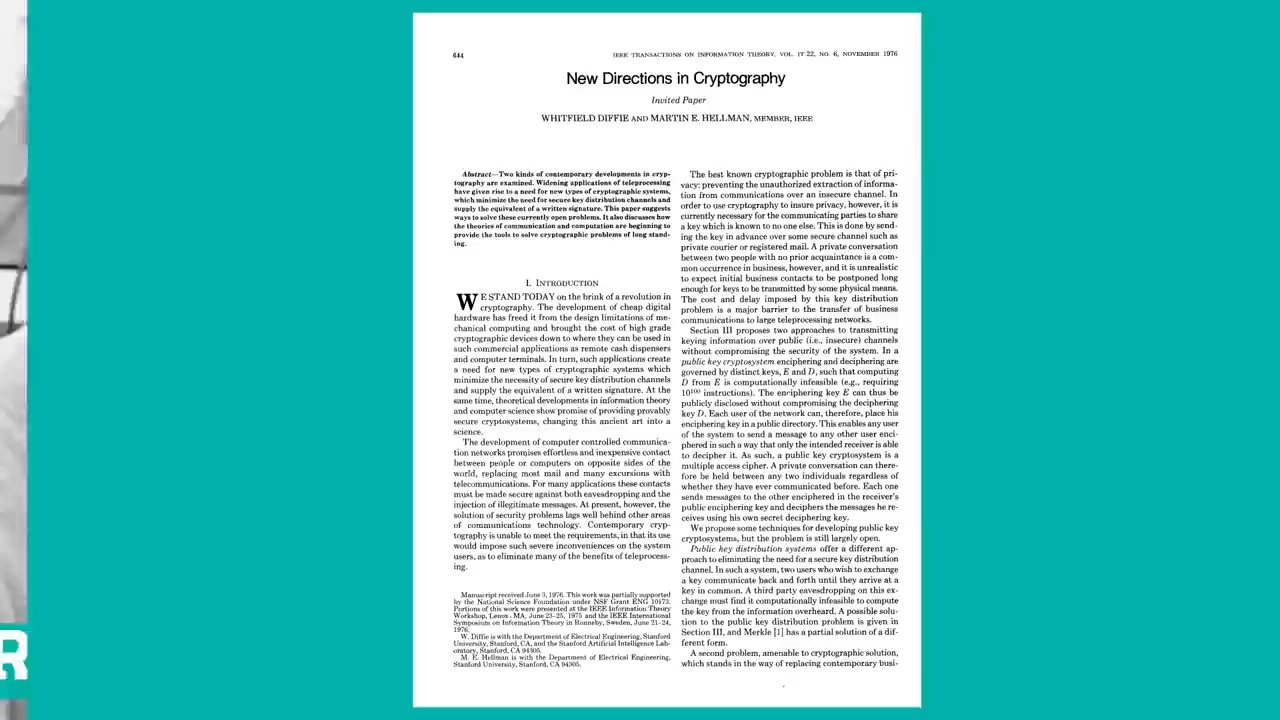 644
IEEE TRANSACTIONS ON INFORMATION THEORY, VOL. IT-22, NO. 6, NOVEMBER 1976
New Directions in Cryptography
Invited Paper
WHITFIELD DIFFIE AND MARTIN E. HELLMAN, MEMBER, IEEE
Abstract—Two kinds of contemporary developments in cryp-
tography are examined. Widening applications of teleprocessing
have given rise to a need for new types of cryptographic systems,
which minimize the need for secure key distribution channels and
supply the equivalent of a written signature. This paper suggests
ways to solve these currently open problems. It also discusses how
the theories of communication and computation are beginning to
provide the tools to solve cryptographic problems of long stand-
ing.
I. INTRODUCTION
WE STAND TODAY on the brink of a revolution in
cryptography. The development of cheap digital
hardware has freed it from the design limitations of me-
chanical computing and brought the cost of high grade
cryptographic devices down to where they can be used in
such commercial applications as remote cash dispensers
and computer terminals. In turn, such applications create
a need for new types of cryptographic systems which
minimize the necessity of secure key distribution channels
and supply the equivalent of a written signature. At the
same time, theoretical developments in information theory
and computer science show promise of providing provably
secure cryptosystems, changing this ancient art into a
science.
The development of computer controlled communica-
tion networks promises effortless and inexpensive contact
between people or computers on opposite sides of the
world, replacing most mail and many excursions with
telecommunications. For many applications these contacts
must be made secure against both eavesdropping and the
injection of illegitimate messages. At present, however, the
solution of security problems lags well behind other areas
of communications technology. Contemporary cryp-
tography is unable to meet the requirements, in that its use
would impose such severe inconveniences on the system
users, as to eliminate many of the benefits of teleprocess-
ing.
Manuscript received June 3, 1976. This work was partially supported
by the National Science Foundation under NSF Grant ENG 10173.
Portions of this work were presented at the IEEE Information Theory
Workshop, Lenox, MA, June 23-25, 1975 and the IEEE International
Symposium on Information Theory in Ronneby, Sweden, June 21-24,
1976.
W. Diffie is with the Department of Electrical Engineering, Stanford
University, Stanford, CA, and the Stanford Artificial Intelligence Lab-
oratory, Stanford, CA 94305.
M. E. Hellman is with the Department of Electrical Engineering,
Stanford University, Stanford, CA 94305.
The best known cryptographic problem is that of pri-
vacy: preventing the unauthorized extraction of informa-
tion from communications over an insecure channel. In
order to use cryptography to insure privacy, however, it is
currently necessary for the communicating parties to share
a key which is known to no one else. This is done by send-
ing the key in advance over some secure channel such as
private courier or registered mail. A private conversation
between two people with no prior acquaintance is a com-
mon occurrence in business, however, and it is unrealistic
to expect initial business contacts to be postponed long
enough for keys to be transmitted by some physical means.
The cost and delay imposed by this key distribution
problem is a major barrier to the transfer of business
communications to large teleprocessing networks.
Section III proposes two approaches to transmitting
keying information over public (i.e., insecure) channels
without compromising the security of the system. In a
public key cryptosystem enciphering and deciphering are
governed by distinct keys, E and D, such that computing
D from E is computationally infeasible (e.g., requiring
10¹⁰⁰ instructions). The enciphering key E can thus be
publicly disclosed without compromising the deciphering
key D. Each user of the network can, therefore, place his
enciphering key in a public directory. This enables any user
of the system to send a message to any other user enci-
phered in such a way that only the intended receiver is able
to decipher it. As such, a public key cryptosystem is a
multiple access cipher. A private conversation can there-
fore be held between any two individuals regardless of
whether they have ever communicated before. Each one
sends messages to the other enciphered in the receiver's
public enciphering key and deciphers the messages he re-
ceives using his own secret deciphering key.
We propose some techniques for developing public key
cryptosystems, but the problem is still largely open.
Public key distribution systems offer a different ap-
proach to eliminating the need for a secure key distribution
channel. In such a system, two users who wish to exchange
a key communicate back and forth until they arrive at a
key in common. A third party eavesdropping on this ex-
change must find it computationally infeasible to compute
the key from the information overheard. A possible solu-
tion to the public key distribution problem is given in
Section III, and Merkle [1] has a partial solution of a dif-
ferent form.
A second problem, amenable to cryptographic solution,
which stands in the way of replacing contemporary busi-
R